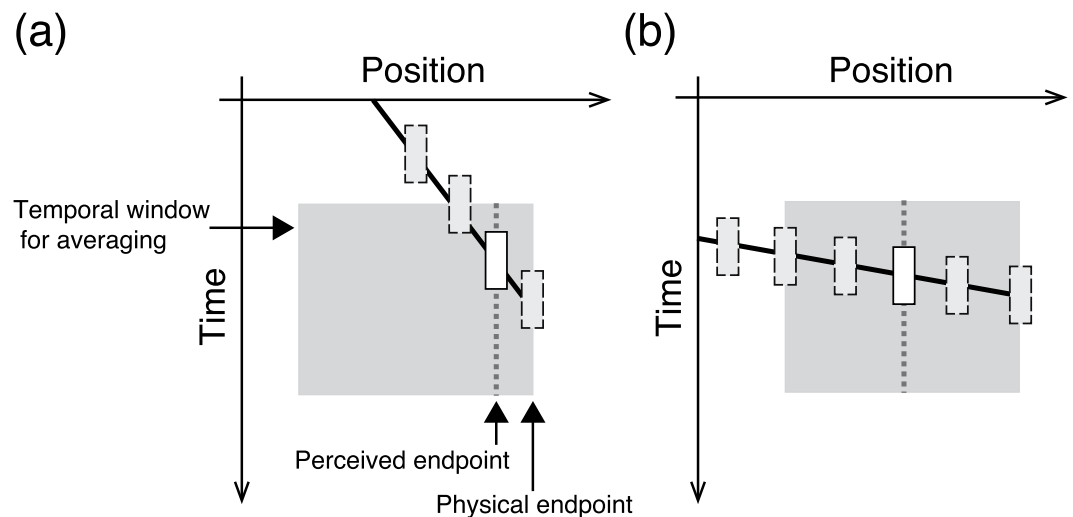 (a)
Position
Temporal window
for averaging
Time
Perceived endpoint
Physical endpoint
(b)
Position
Time